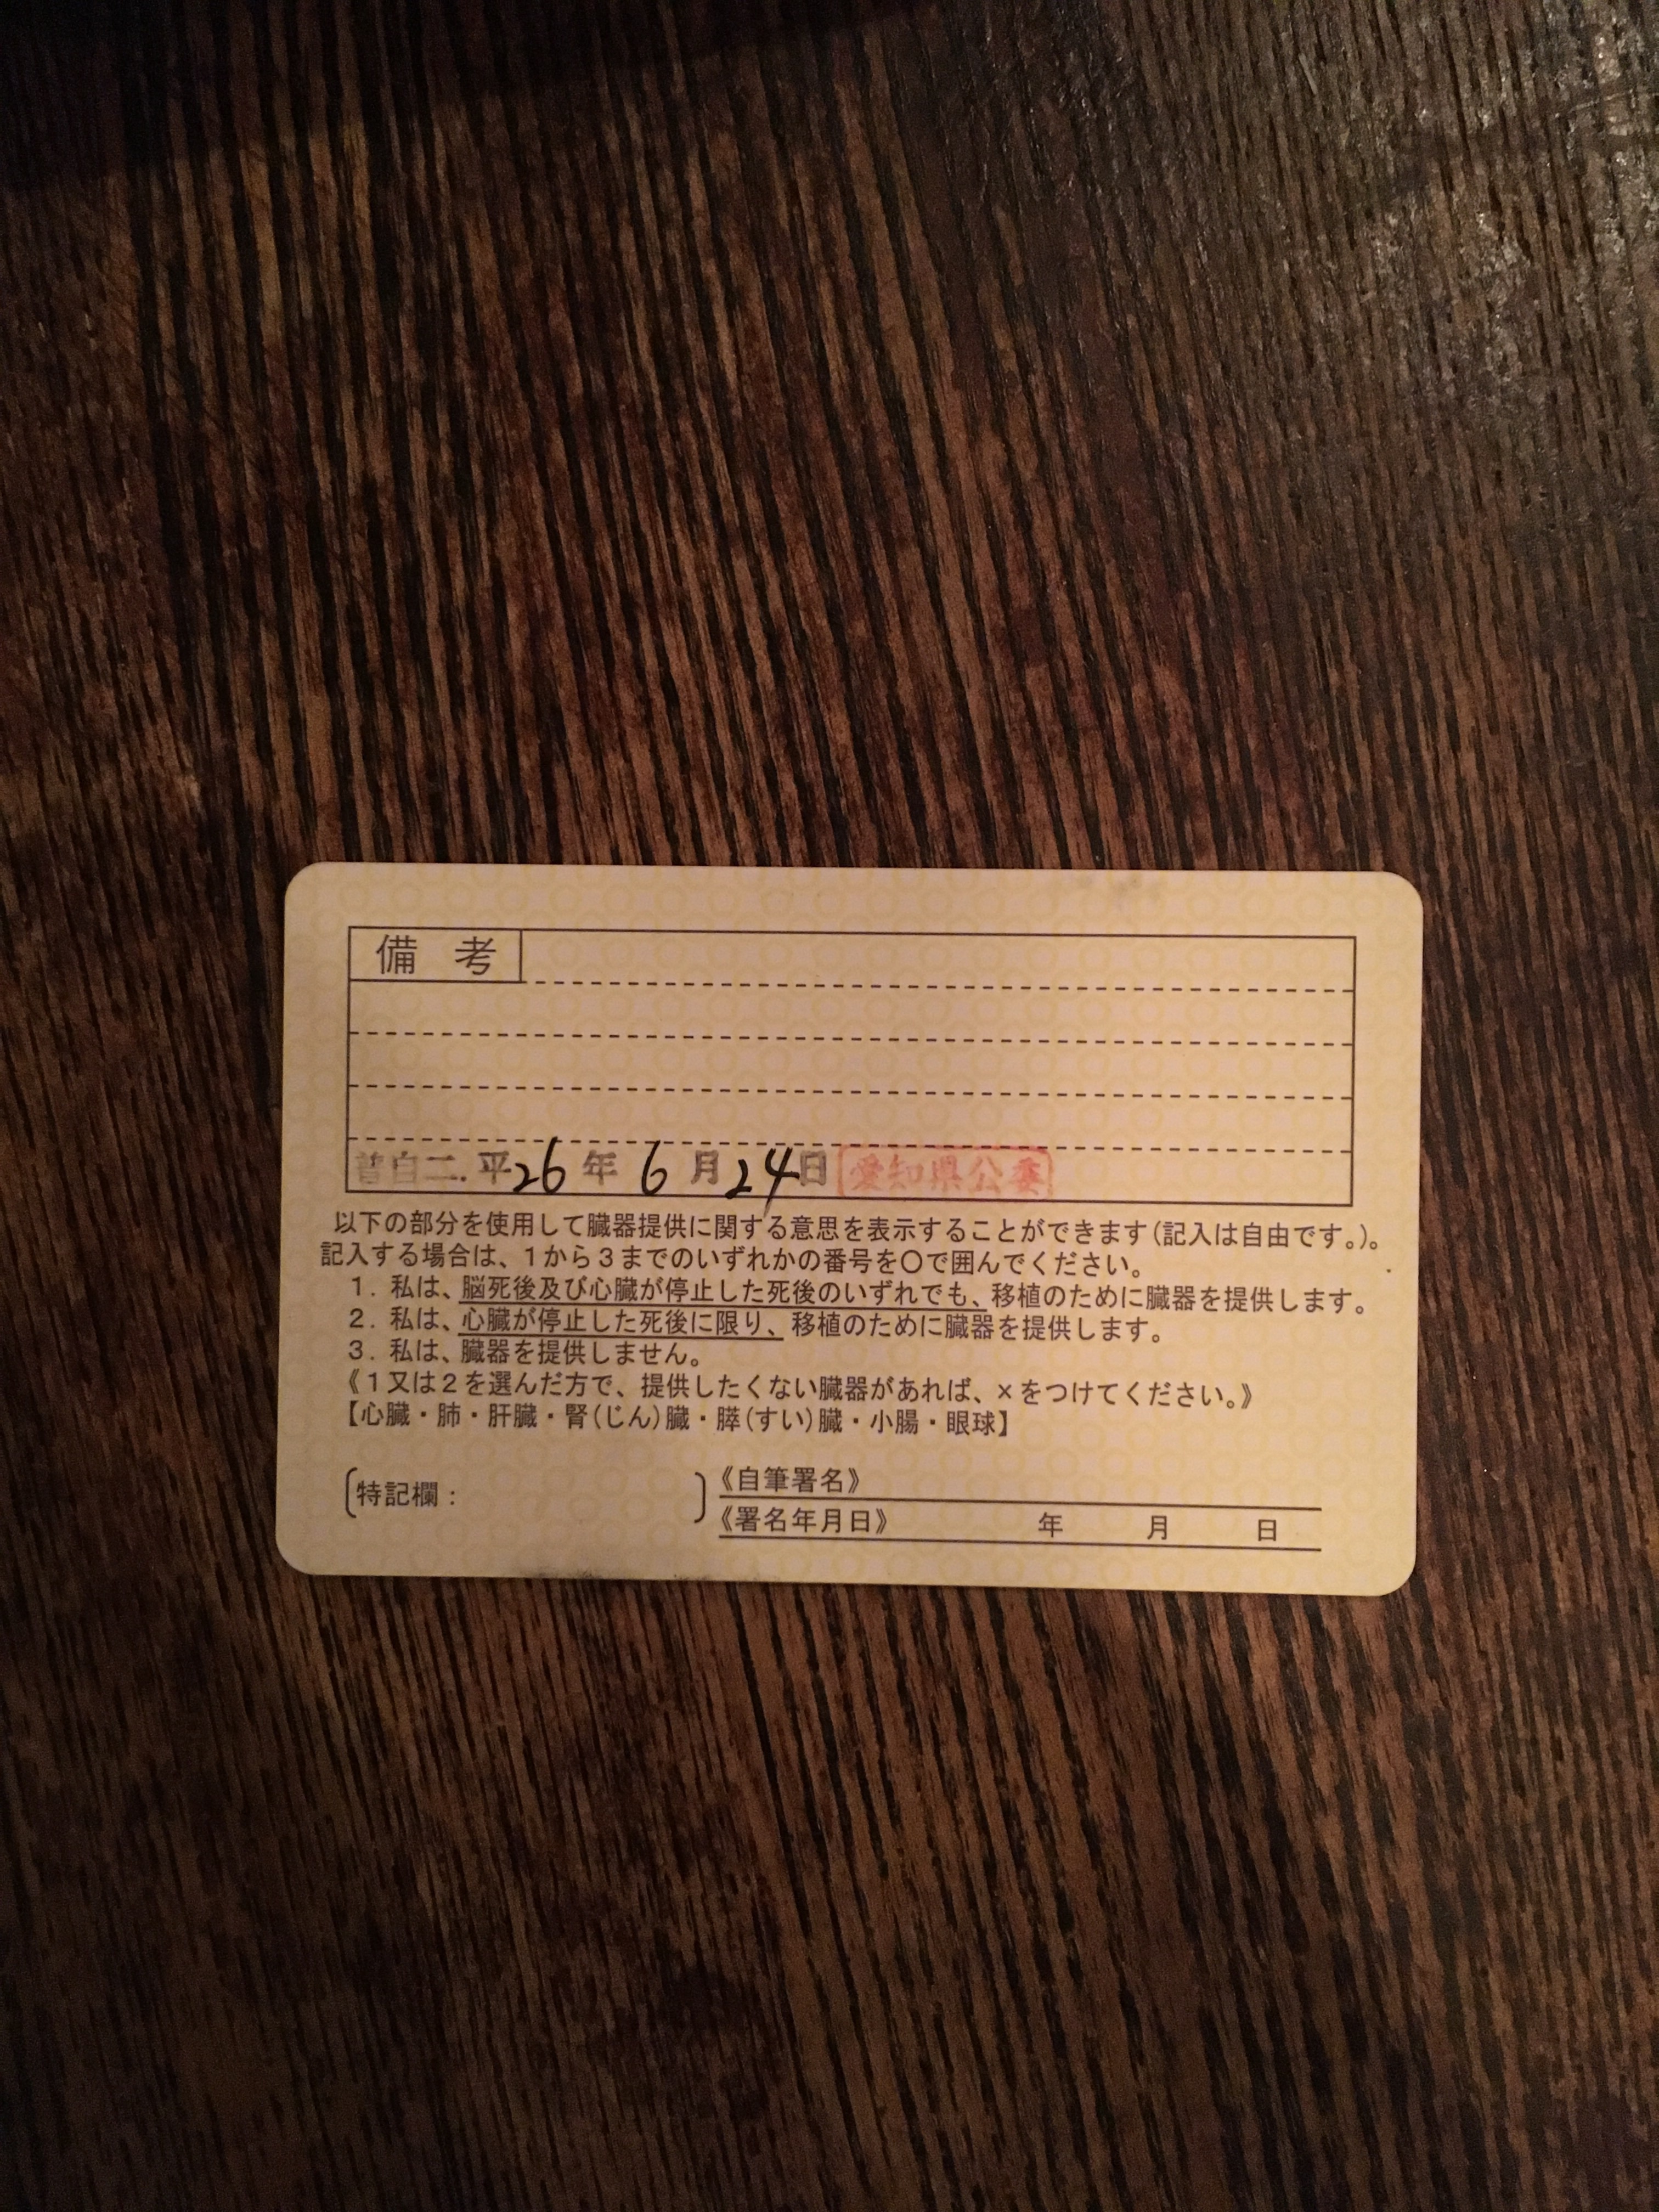 備考
普自二.平26年6月24日 愛知県公委
以下の部分を使用して臓器提供に関する意思を表示することができます(記入は自由です。)。
記入する場合は、1から3までのいずれかの番号を○で囲んでください。
1. 私は、脳死後及び心臓が停止した死後のいずれでも、移植のために臓器を提供します。
2. 私は、心臓が停止した死後に限り、移植のために臓器を提供します。
3. 私は、臓器を提供しません。
《1又は2を選んだ方で、提供したくない臓器があれば、×をつけてください。》
【心臓・肺・肝臓・腎(じん)臓・膵(すい)臓・小腸・眼球】
〔特記欄: 〕
《自筆署名》
《署名年月日》 年 月 日